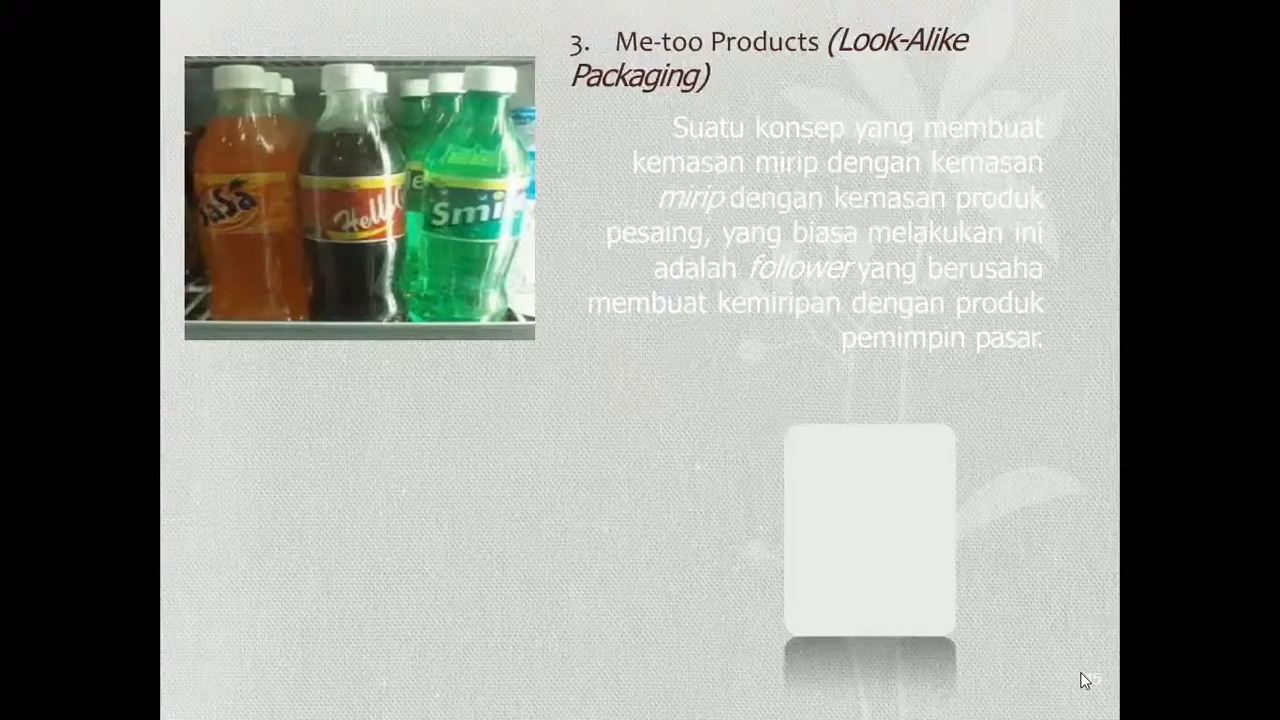 3. Me-too Products (Look-Alike
Packaging)
Suatu konsep yang membuat
kemasan mirip dengan kemasan
mirip dengan kemasan produk
pesaing, yang biasa melakukan ini
adalah follower yang berusaha
membuat kemiripan dengan produk
pemimpin pasar.
SaSa